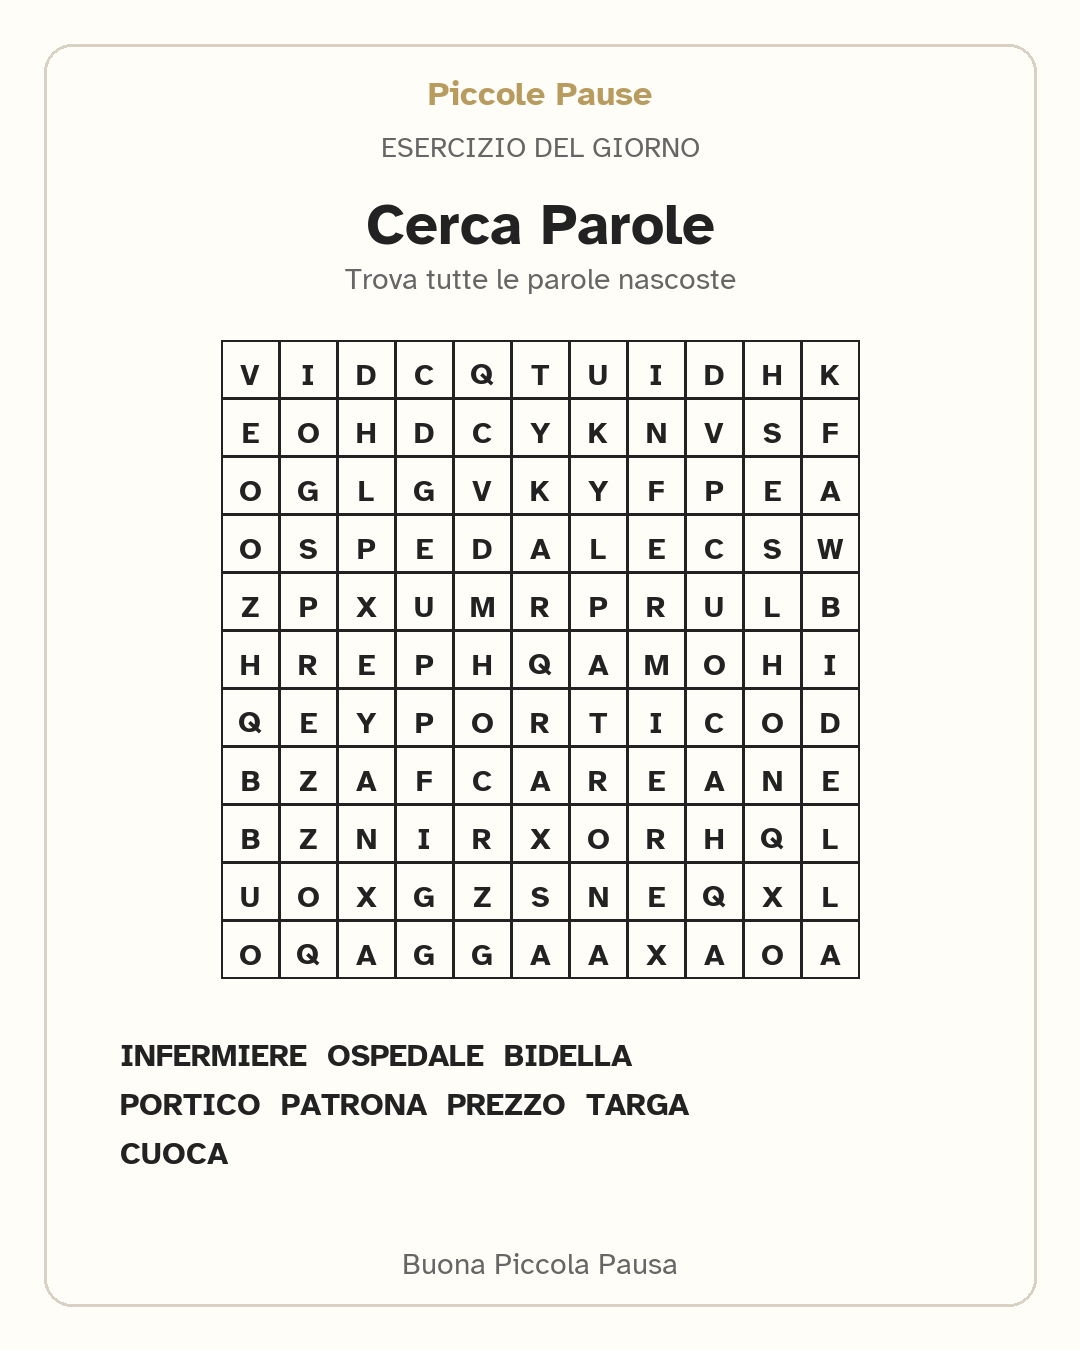 Piccole Pause
ESERCIZIO DEL GIORNO
Cerca Parole
Trova tutte le parole nascoste
V I D C Q T U I D H K
E O H D C Y K N V S F
O G L G V K Y F P E A
O S P E D A L E C S W
Z P X U M R P R U L B
H R E P H Q A M O H I
Q E Y P O R T I C O D
B Z A F C A R E A N E
B Z N I R X O R H Q L
U O X G Z S N E Q X L
O Q A G G A A X A O A
INFERMIERE OSPEDALE BIDELLA
PORTICO PATRONA PREZZO TARGA
CUOCA
Buona Piccola Pausa